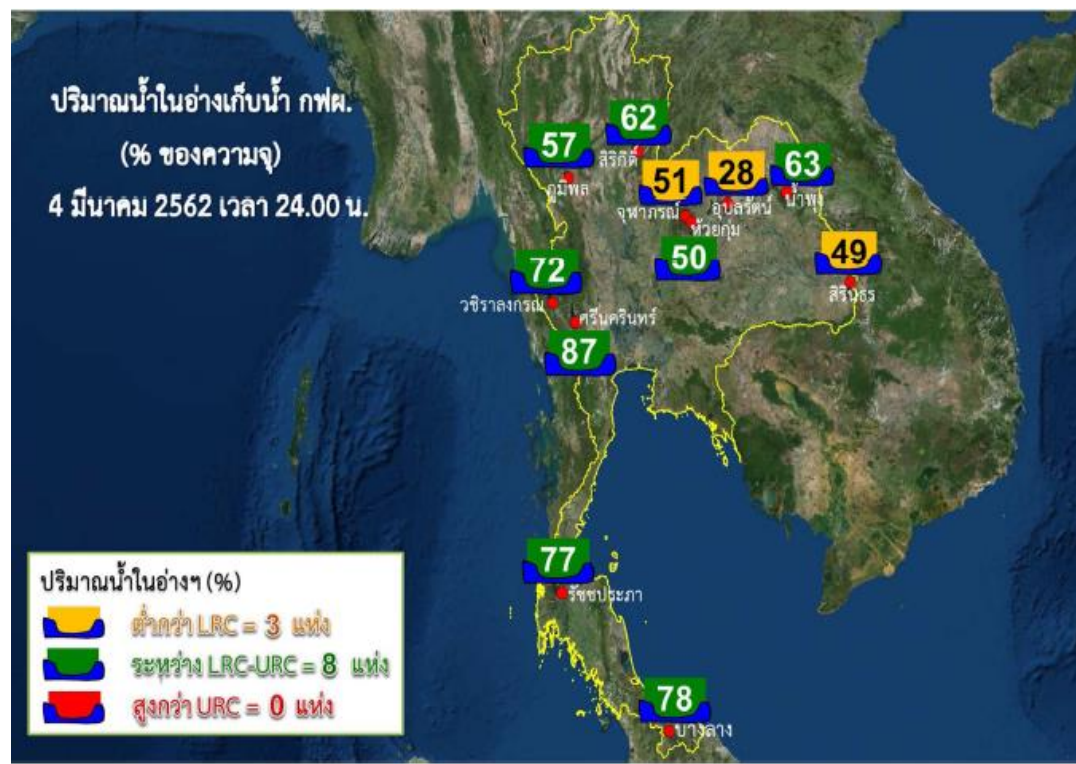 ปริมาณน้ำในอ่างเก็บน้ำ กฟผ.
(% ของความจุ)
4 มีนาคม 2562 เวลา 24.00 น.
62
สิริกิติ์
57
ภูมิพล
51
จุฬาภรณ์
28
อุบลรัตน์
63
น้ำพุง
ห้วยกุ่ม
50
49
สิรินธร
72
วชิราลงกรณ
ศรีนครินทร์
87
77
รัชชประภา
78
บางลาง
ปริมาณน้ำในอ่างฯ (%)
ต่ำกว่า LRC = 3 แห่ง
ระหว่าง LRC-URC = 8 แห่ง
สูงกว่า URC = 0 แห่ง